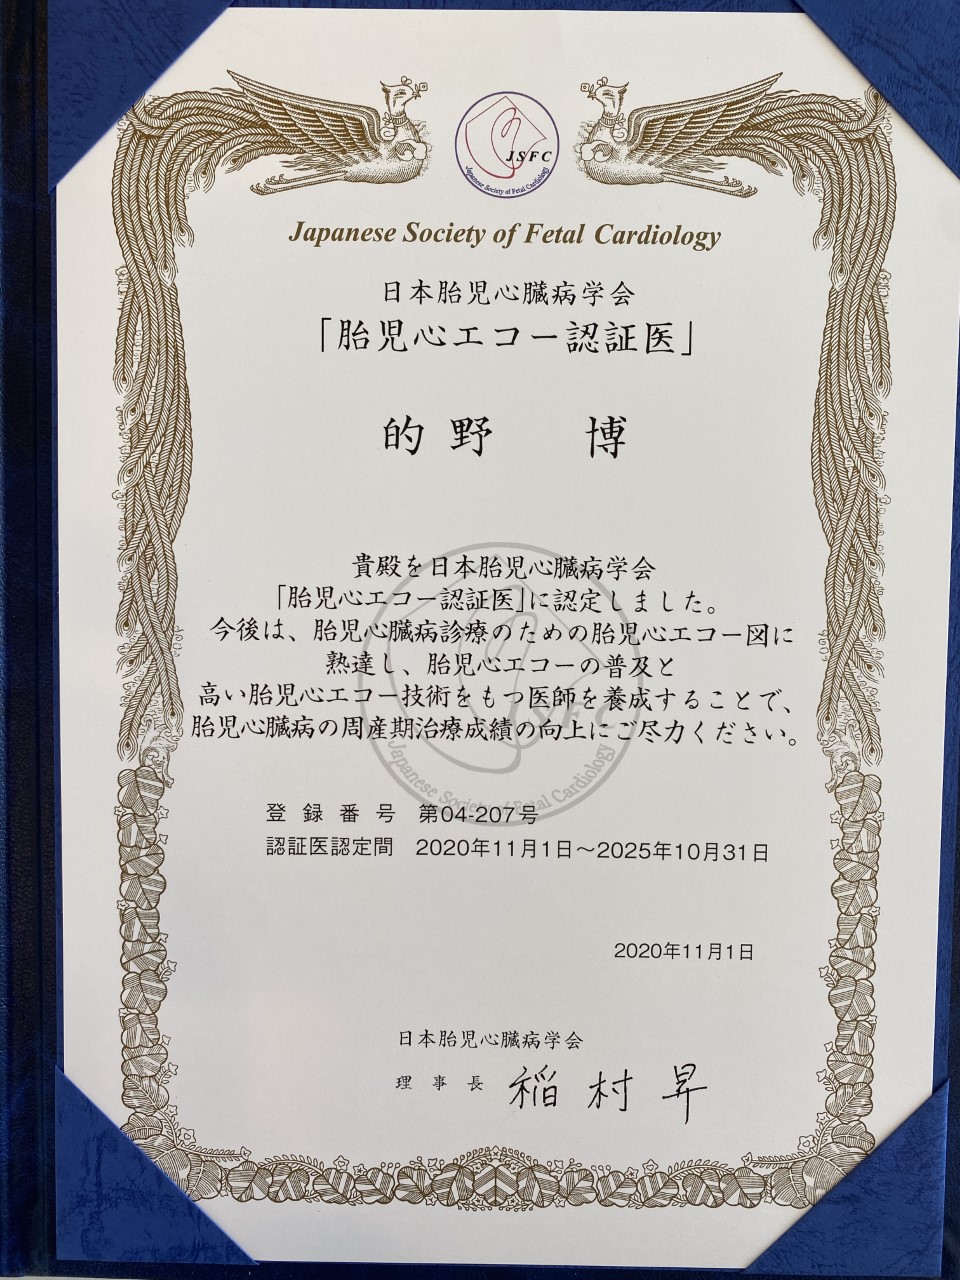 JSFC
Japanese Society of Fetal Cardiology
Japanese Society of Fetal Cardiology
日本胎児心臓病学会
「胎児心エコー認証医」
的野　博
貴殿を日本胎児心臓病学会
「胎児心エコー認証医」に認定しました。
今後は、胎児心臓病診療のための胎児心エコー図に
熟達し、胎児心エコーの普及と
高い胎児心エコー技術をもつ医師を養成することで、
胎児心臓病の周産期治療成績の向上にご尽力ください。
JSFC
Japanese Society of Fetal Cardiology
登録番号　第04-207号
認証医認定間　2020年11月1日～2025年10月31日
2020年11月1日
日本胎児心臓病学会
理事長　稲村昇